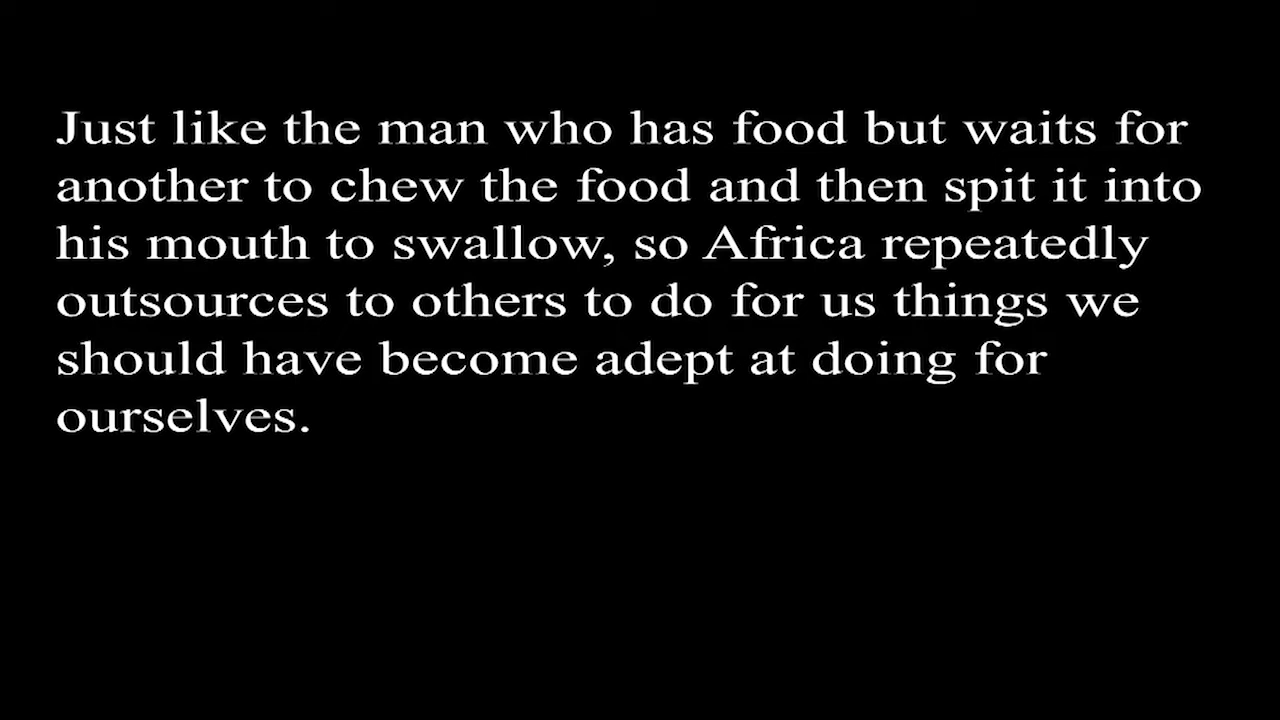 Just like the man who has food but waits for
another to chew the food and then spit it into
his mouth to swallow, so Africa repeatedly
outsources to others to do for us things we
should have become adept at doing for
ourselves.